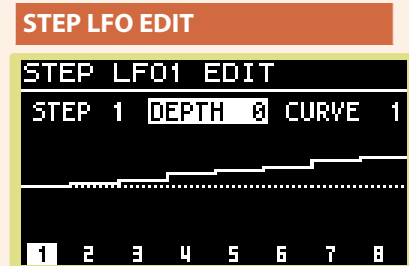 STEP LFO EDIT
STEP LFO1 EDIT
STEP 1 DEPTH 0 CURVE 1
1 2 3 4 5 6 7 8